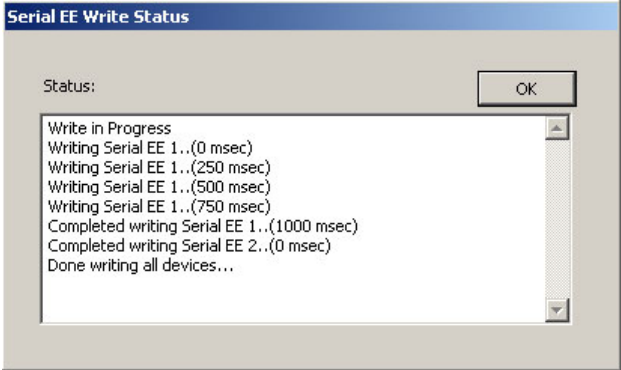 Serial EE Write Status
Status:
OK
Write in Progress
Writing Serial EE 1..(0 msec)
Writing Serial EE 1..(250 msec)
Writing Serial EE 1..(500 msec)
Writing Serial EE 1..(750 msec)
Completed writing Serial EE 1..(1000 msec)
Completed writing Serial EE 2..(0 msec)
Done writing all devices...